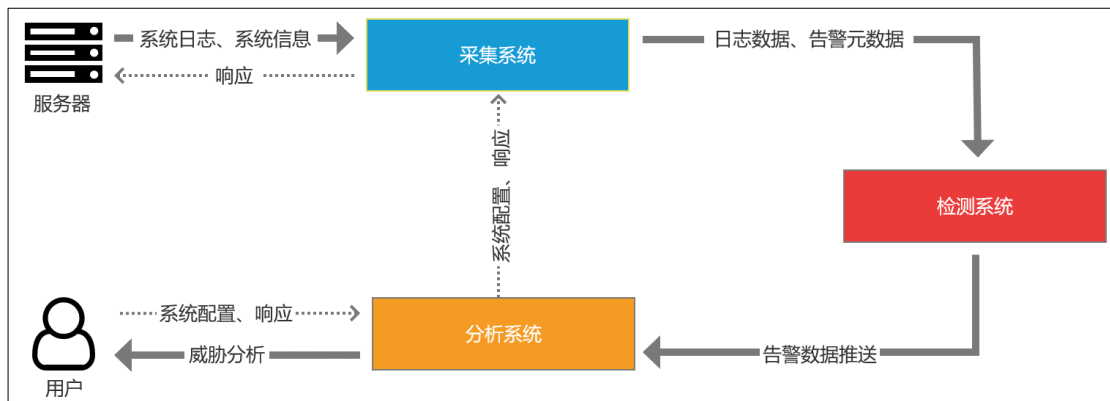 系统日志、系统信息
采集系统
日志数据、告警元数据
响应
服务器
系统配置、响应
检测系统
系统配置、响应
分析系统
威胁分析
告警数据推送
用户